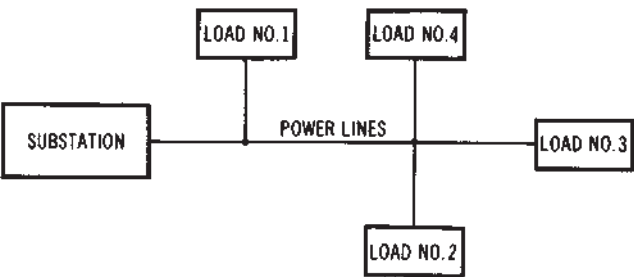 LOAD NO.1
LOAD NO.4
SUBSTATION
POWER LINES
LOAD NO.3
LOAD NO.2